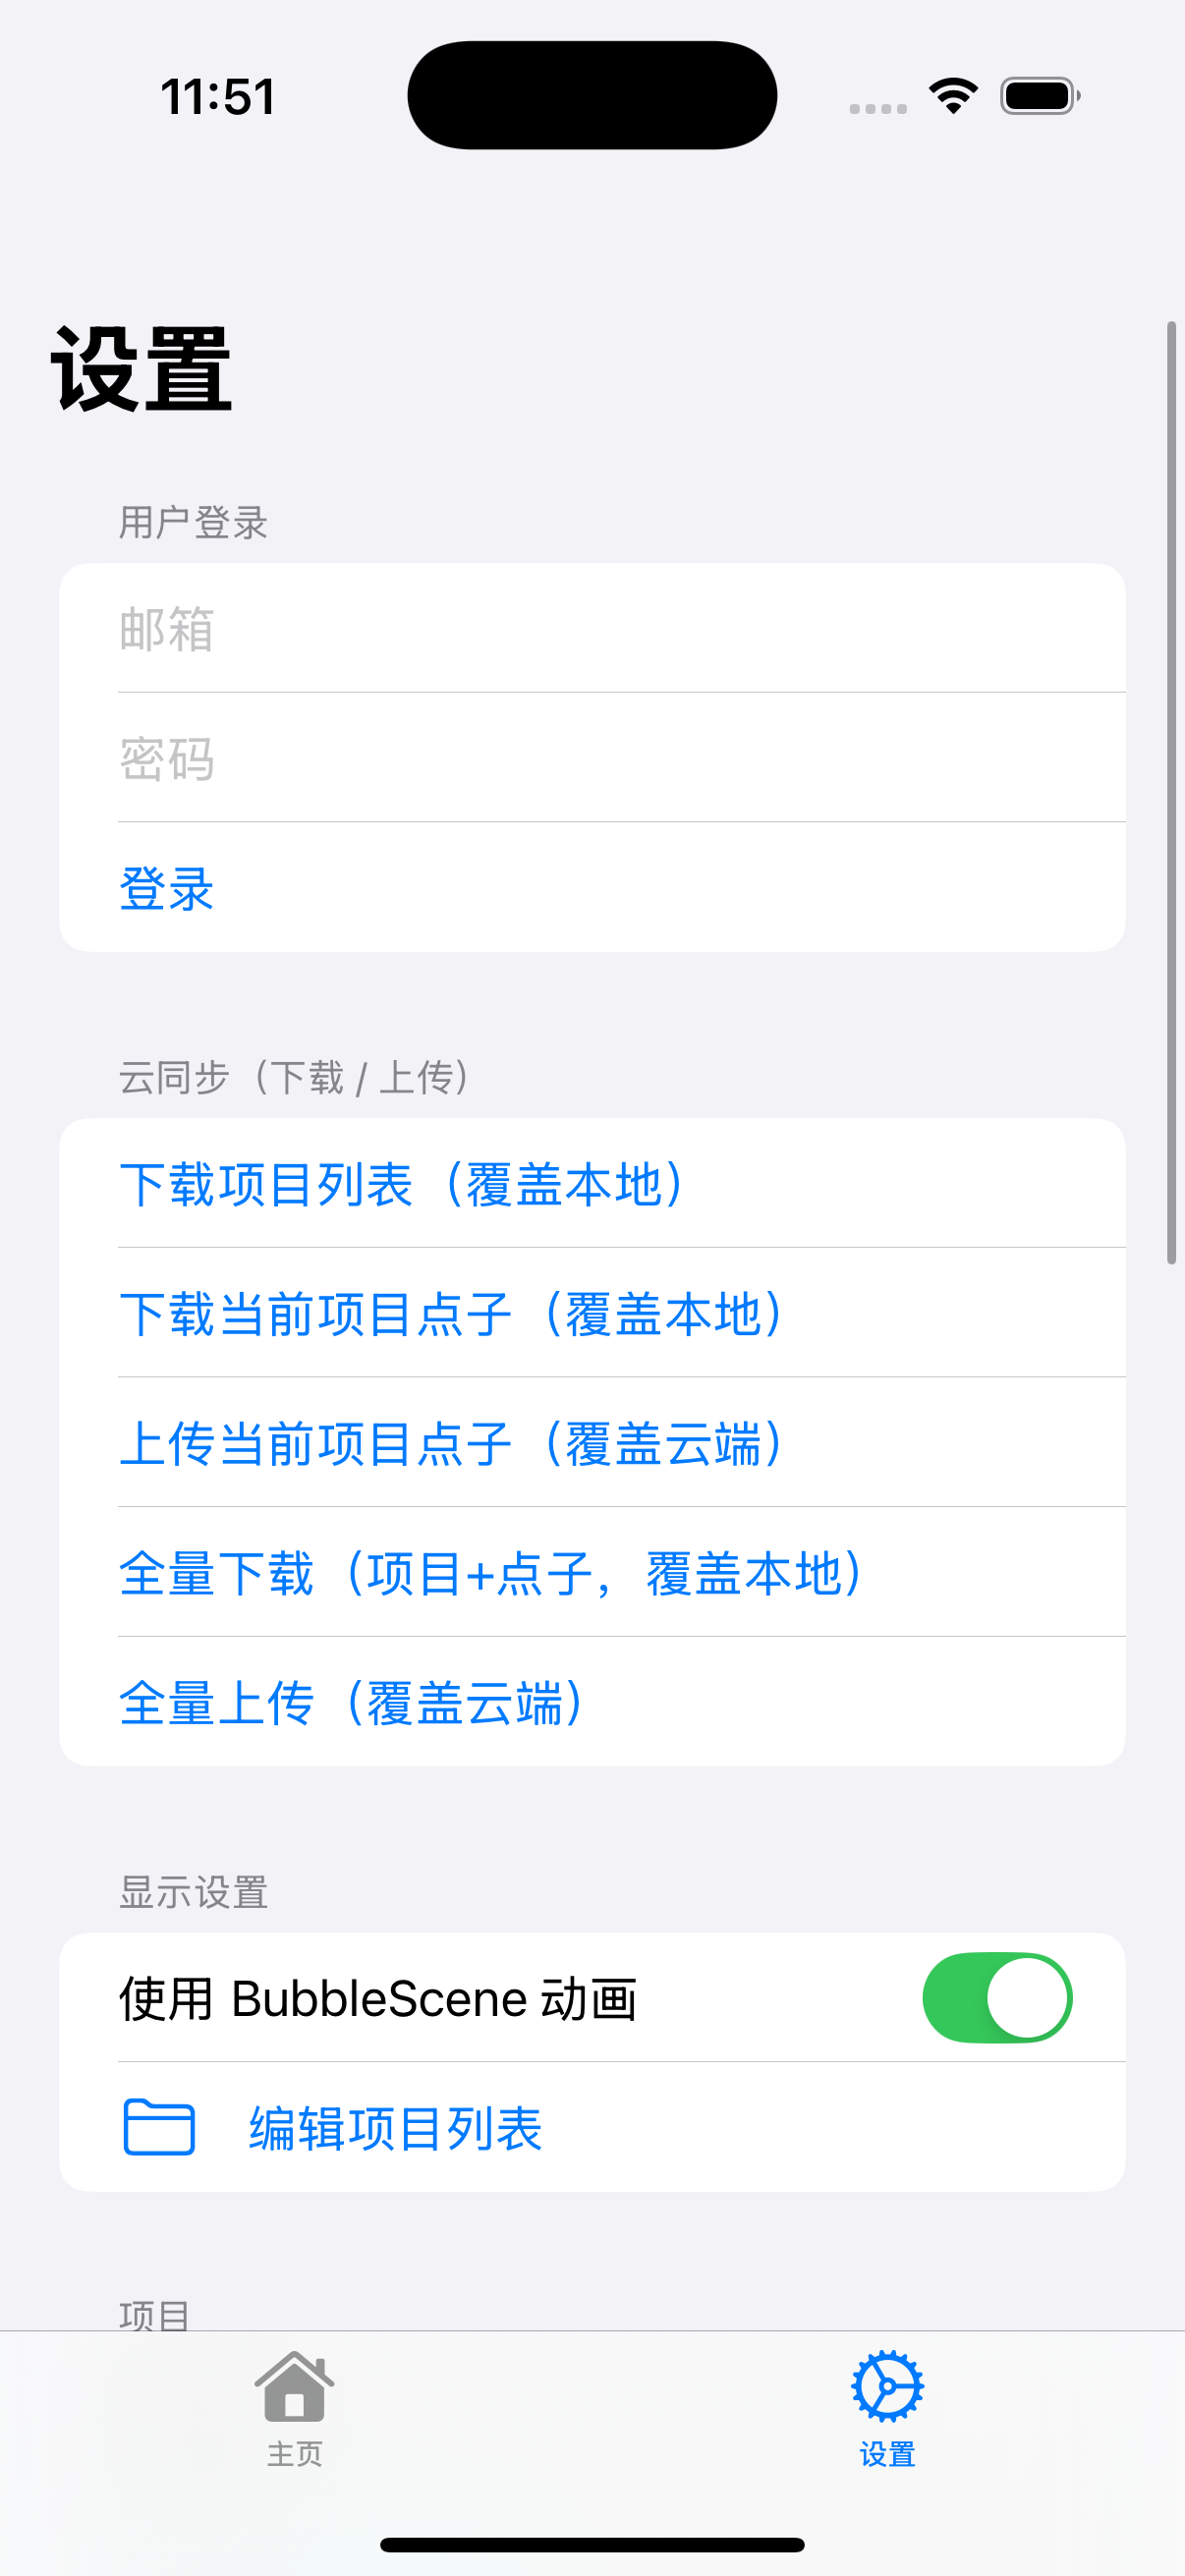 11:51
设置
用户登录
邮箱
密码
登录
云同步（下载 / 上传）
下载项目列表（覆盖本地）
下载当前项目点子（覆盖本地）
上传当前项目点子（覆盖云端）
全量下载（项目+点子，覆盖本地）
全量上传（覆盖云端）
显示设置
使用 BubbleScene 动画
编辑项目列表
项目
主页
设置